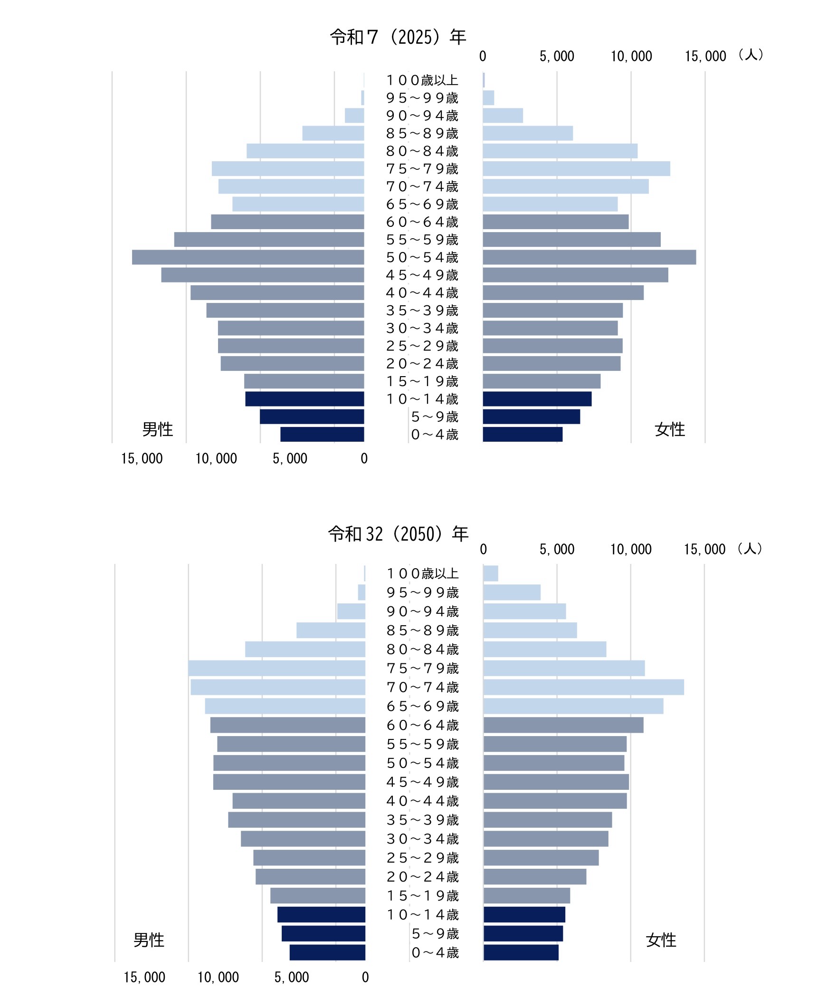 令和７（2025）年
0 5,000 10,000 15,000 （人）
１００歳以上
９５～９９歳
９０～９４歳
８５～８９歳
８０～８４歳
７５～７９歳
７０～７４歳
６５～６９歳
６０～６４歳
５５～５９歳
５０～５４歳
４５～４９歳
４０～４４歳
３５～３９歳
３０～３４歳
２５～２９歳
２０～２４歳
１５～１９歳
１０～１４歳
５～９歳
男性 女性
０～４歳
15,000 10,000 5,000 0
令和32（2050）年
0 5,000 10,000 15,000 （人）
１００歳以上
９５～９９歳
９０～９４歳
８５～８９歳
８０～８４歳
７５～７９歳
７０～７４歳
６５～６９歳
６０～６４歳
５５～５９歳
５０～５４歳
４５～４９歳
４０～４４歳
３５～３９歳
３０～３４歳
２５～２９歳
２０～２４歳
１５～１９歳
１０～１４歳
５～９歳
男性 女性
０～４歳
15,000 10,000 5,000 0